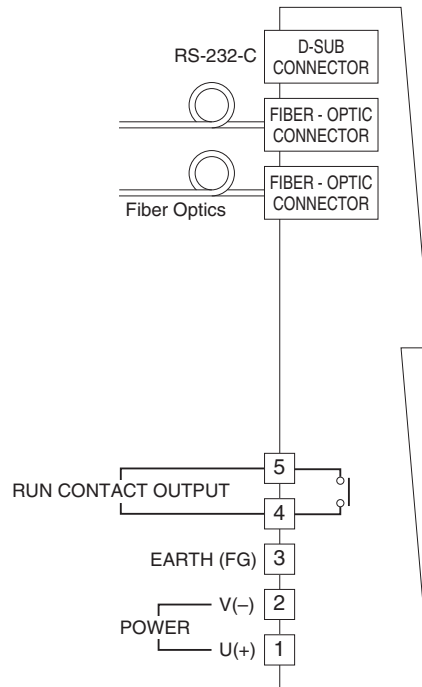 RS-232-C
D-SUB
CONNECTOR
FIBER - OPTIC
CONNECTOR
FIBER - OPTIC
CONNECTOR
Fiber Optics
5
RUN CONTACT OUTPUT
4
EARTH (FG)
3
V(–)
2
POWER
U(+)
1